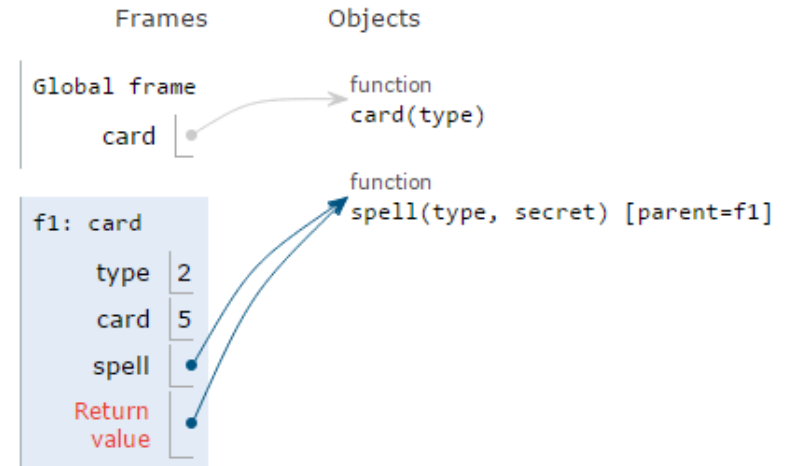 Frames Objects
Global frame
function
card(type)
card
function
spell(type, secret) [parent=f1]
f1: card
type 2
card 5
spell
Return
value